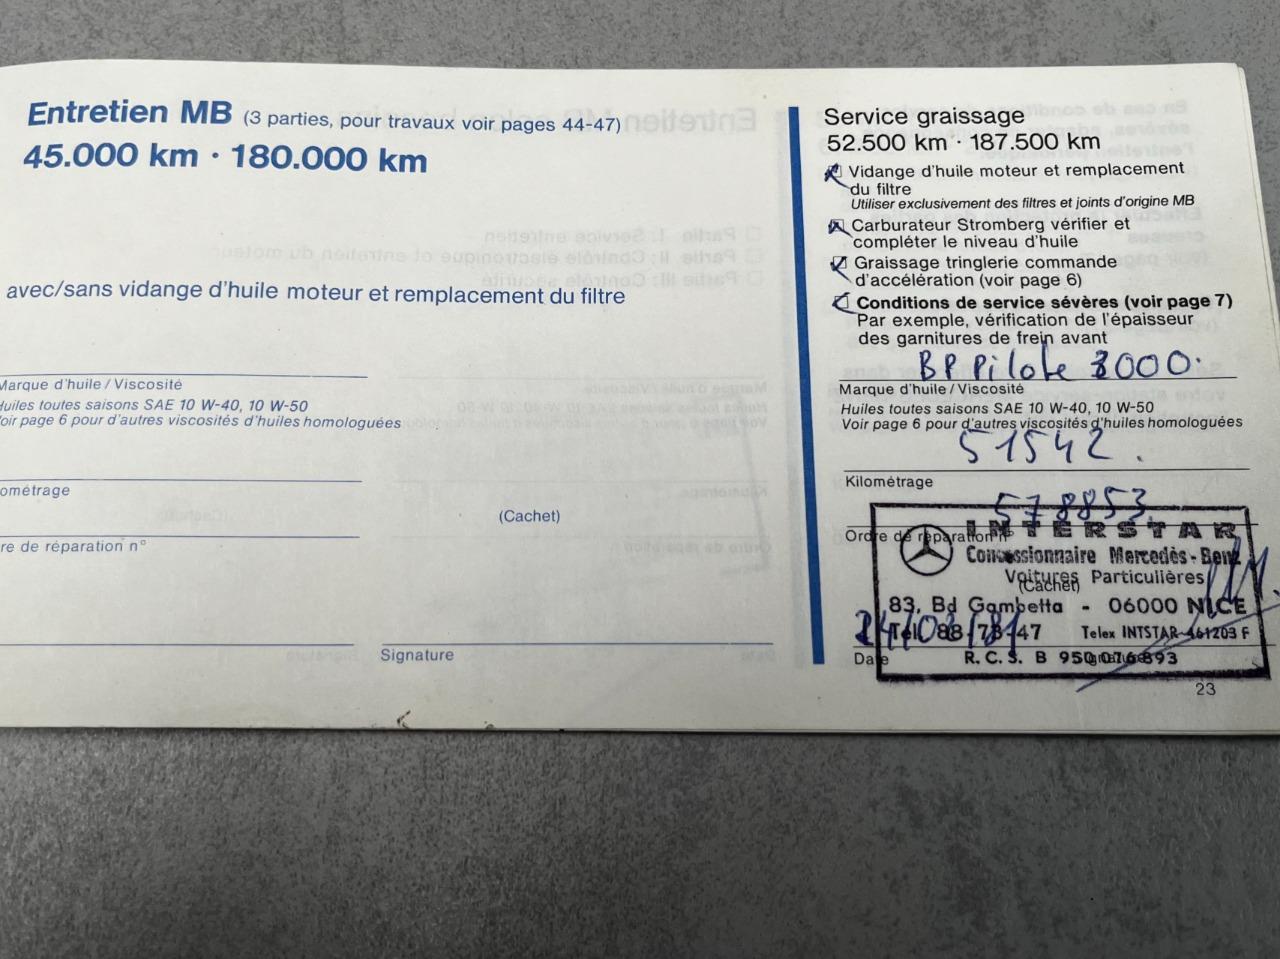 Entretien MB (3 parties, pour travaux voir pages 44-47)
45.000 km · 180.000 km
avec/sans vidange d'huile moteur et remplacement du filtre
Marque d'huile / Viscosité
Huiles toutes saisons SAE 10 W-40, 10 W-50
Voir page 6 pour d'autres viscosités d'huiles homologuées
ométrage
(Cachet)
re de réparation n°
Signature
Service graissage
52.500 km · 187.500 km
Vidange d'huile moteur et remplacement
du filtre
Utiliser exclusivement des filtres et joints d'origine MB
Carburateur Stromberg vérifier et
compléter le niveau d'huile
Graissage tringlerie commande
d'accélération (voir page 6)
Conditions de service sévères (voir page 7)
Par exemple, vérification de l'épaisseur
des garnitures de frein avant
BP Pilote 3000.
Marque d'huile / Viscosité
Huiles toutes saisons SAE 10 W-40, 10 W-50
Voir page 6 pour d'autres viscosités d'huiles homologuées
51542.
Kilométrage
578853
Ordre de réparation n°
INTERSTAR
Concessionnaire Mercedès-Benz
Voitures Particulières
(Cachet)
83, Bd Gambetta - 06000 NICE
Tél. 88-78-47 Telex INTSTAR 461203 F
Date
R. C. S. B 950 076 893
23